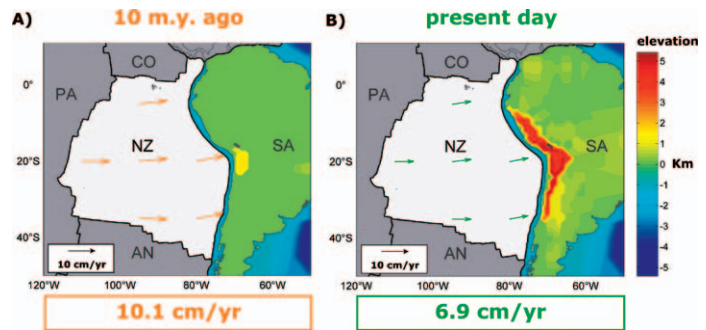 A) 10 m.y. ago
B) present day
elevation
CO
PA
NZ
SA
AN
0°
20°S
40°S
10 cm/yr
120°W 100°W 80°W 60°W
10.1 cm/yr
CO
PA
NZ
SA
AN
0°
20°S
40°S
10 cm/yr
120°W 100°W 80°W 60°W
6.9 cm/yr
5
4
3
2
1
0 Km
-1
-2
-3
-4
-5